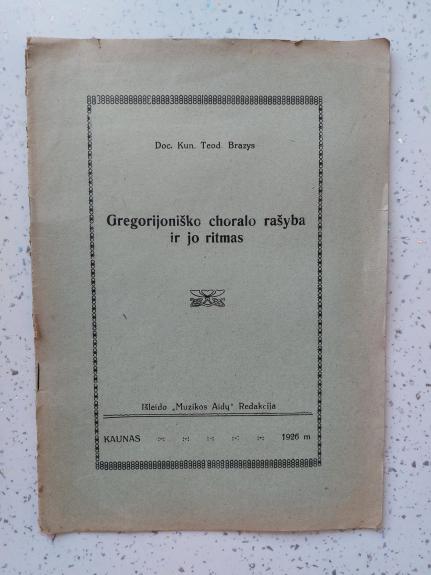 Doc. Kun. Teod. Brazys
Gregorijoniško choralo rašyba
ir jo ritmas
Išleido „Muzikos Aidų" Redakcija
KAUNAS 1926 m